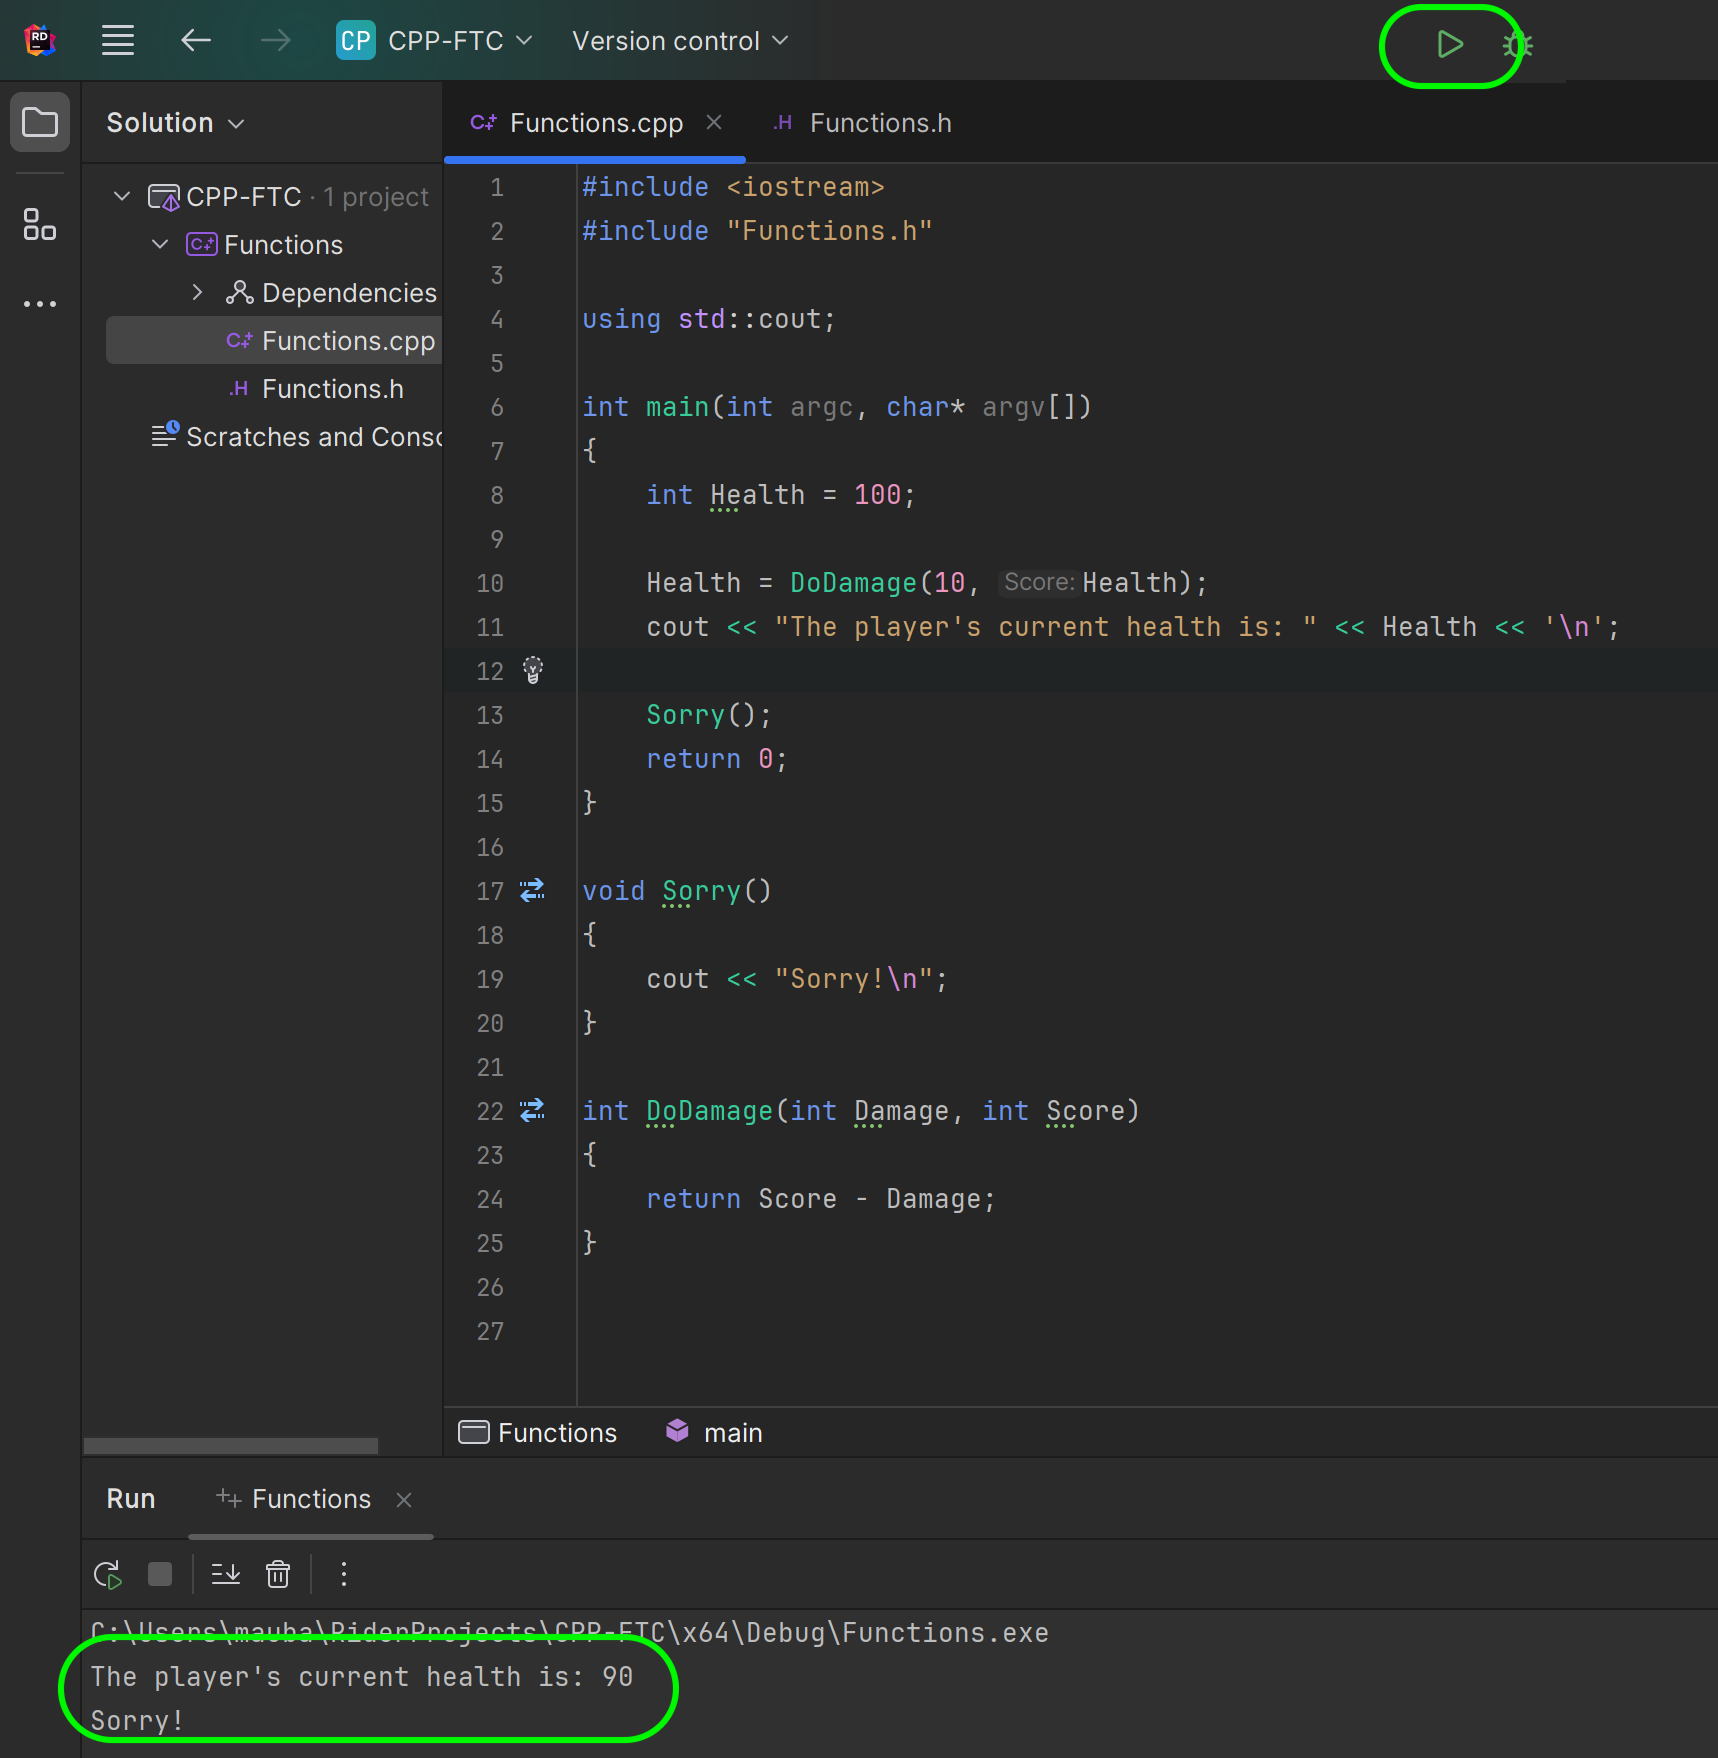 RD CP CPP-FTC Version control
Solution
CPP-FTC · 1 project
C+ Functions
Dependencies
C+ Functions.cpp
.H Functions.h
Scratches and Conso
C+ Functions.cpp .H Functions.h
1 #include <iostream>
2 #include "Functions.h"
3
4 using std::cout;
5
6 int main(int argc, char* argv[])
7 {
8 int Health = 100;
9
10 Health = DoDamage(10, Score: Health);
11 cout << "The player's current health is: " << Health << '\n';
12
13 Sorry();
14 return 0;
15 }
16
17 void Sorry()
18 {
19 cout << "Sorry!\n";
20 }
21
22 int DoDamage(int Damage, int Score)
23 {
24 return Score - Damage;
25 }
26
27
Functions main
Run Functions
C:\Users\mauba\RiderProjects\CPP-FTC\x64\Debug\Functions.exe
The player's current health is: 90
Sorry!